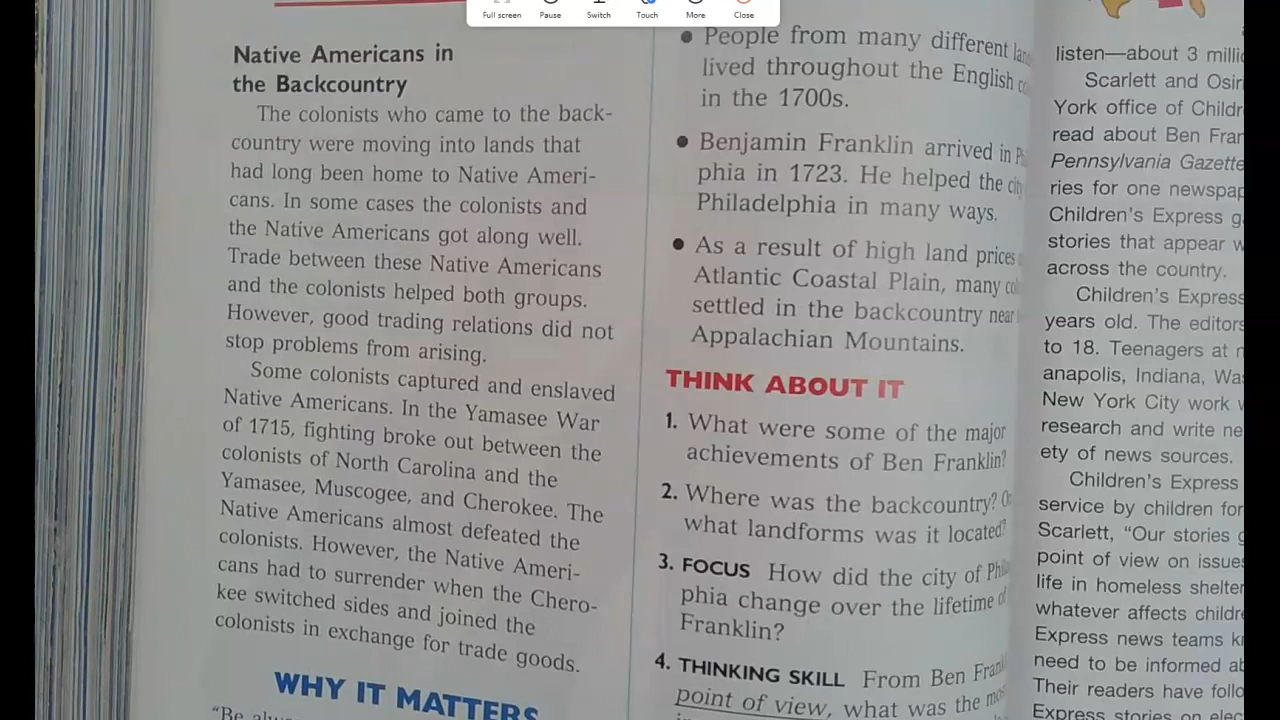 Full screen Pause Switch Touch More Close
Native Americans in
the Backcountry
The colonists who came to the back-
country were moving into lands that
had long been home to Native Ameri-
cans. In some cases the colonists and
the Native Americans got along well.
Trade between these Native Americans
and the colonists helped both groups.
However, good trading relations did not
stop problems from arising.
Some colonists captured and enslaved
Native Americans. In the Yamasee War
of 1715, fighting broke out between the
colonists of North Carolina and the
Yamasee, Muscogee, and Cherokee. The
Native Americans almost defeated the
colonists. However, the Native Ameri-
cans had to surrender when the Chero-
kee switched sides and joined the
colonists in exchange for trade goods.
WHY IT MATTERS
"Be
• People from many different
lived throughout the English
in the 1700s.
• Benjamin Franklin arrived in
phia in 1723. He helped the city
Philadelphia in many ways.
• As a result of high land prices
Atlantic Coastal Plain, many
settled in the backcountry near
Appalachian Mountains.
THINK ABOUT IT
1. What were some of the major
achievements of Ben Franklin?
2. Where was the backcountry?
what landforms was it located?
3. FOCUS How did the city of
phia change over the lifetime of
Franklin?
4. THINKING SKILL From Ben
point of view, what was the
listen—about 3
Scarlett and
York office of
read about Ben
Pennsylvania Gazette
ries for one
Children's Express
stories that appear
across the country.
Children's Express
years old. The editors
to 18. Teenagers at
anapolis, Indiana,
New York City work
research and write
ety of news sources.
Children's Express
service by children for
Scarlett, "Our stories
point of view on issues
life in homeless
whatever affects
Express news teams
need to be informed
Their readers have
Express stories on